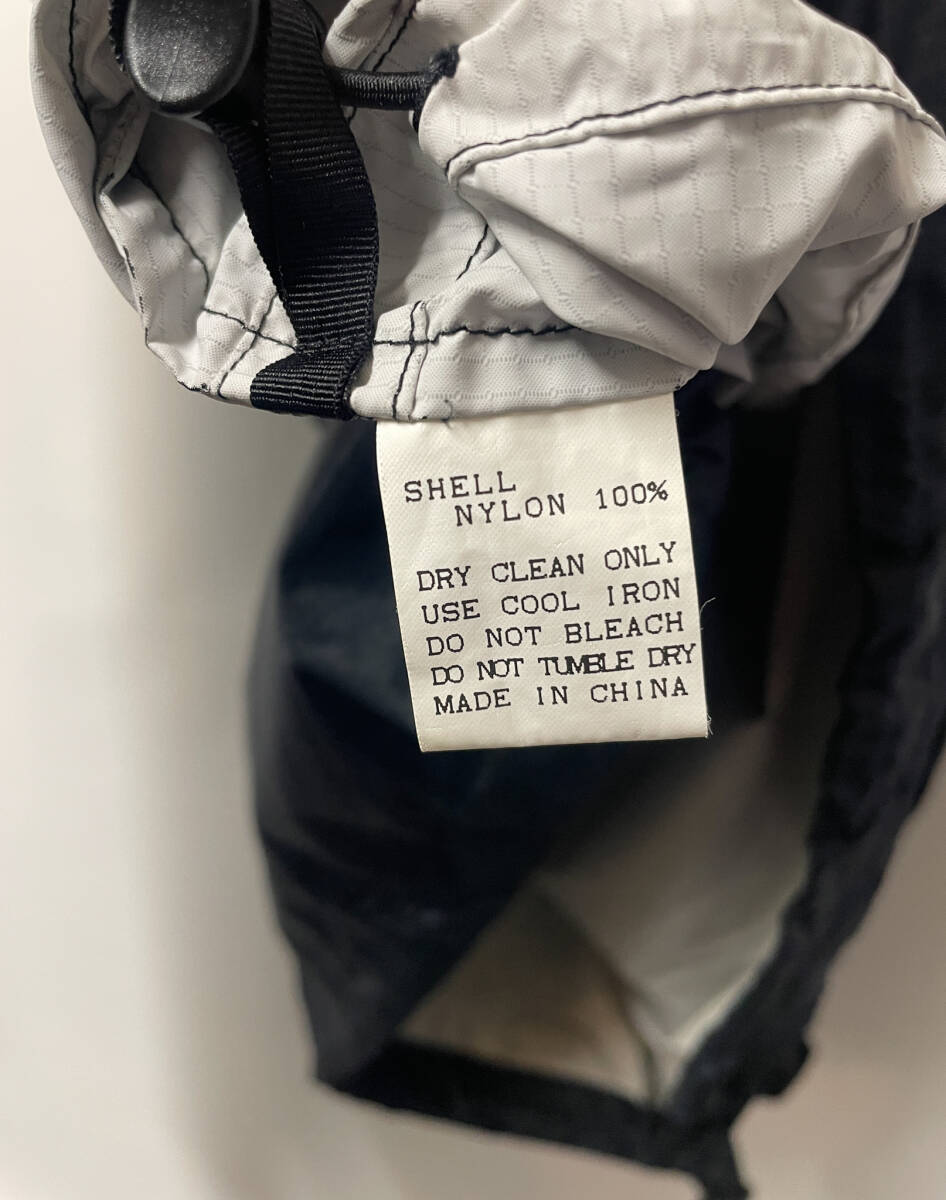 SHELL
NYLON 100%
DRY CLEAN ONLY
USE COOL IRON
DO NOT BLEACH
DO NOT TUMBLE DRY
MADE IN CHINA